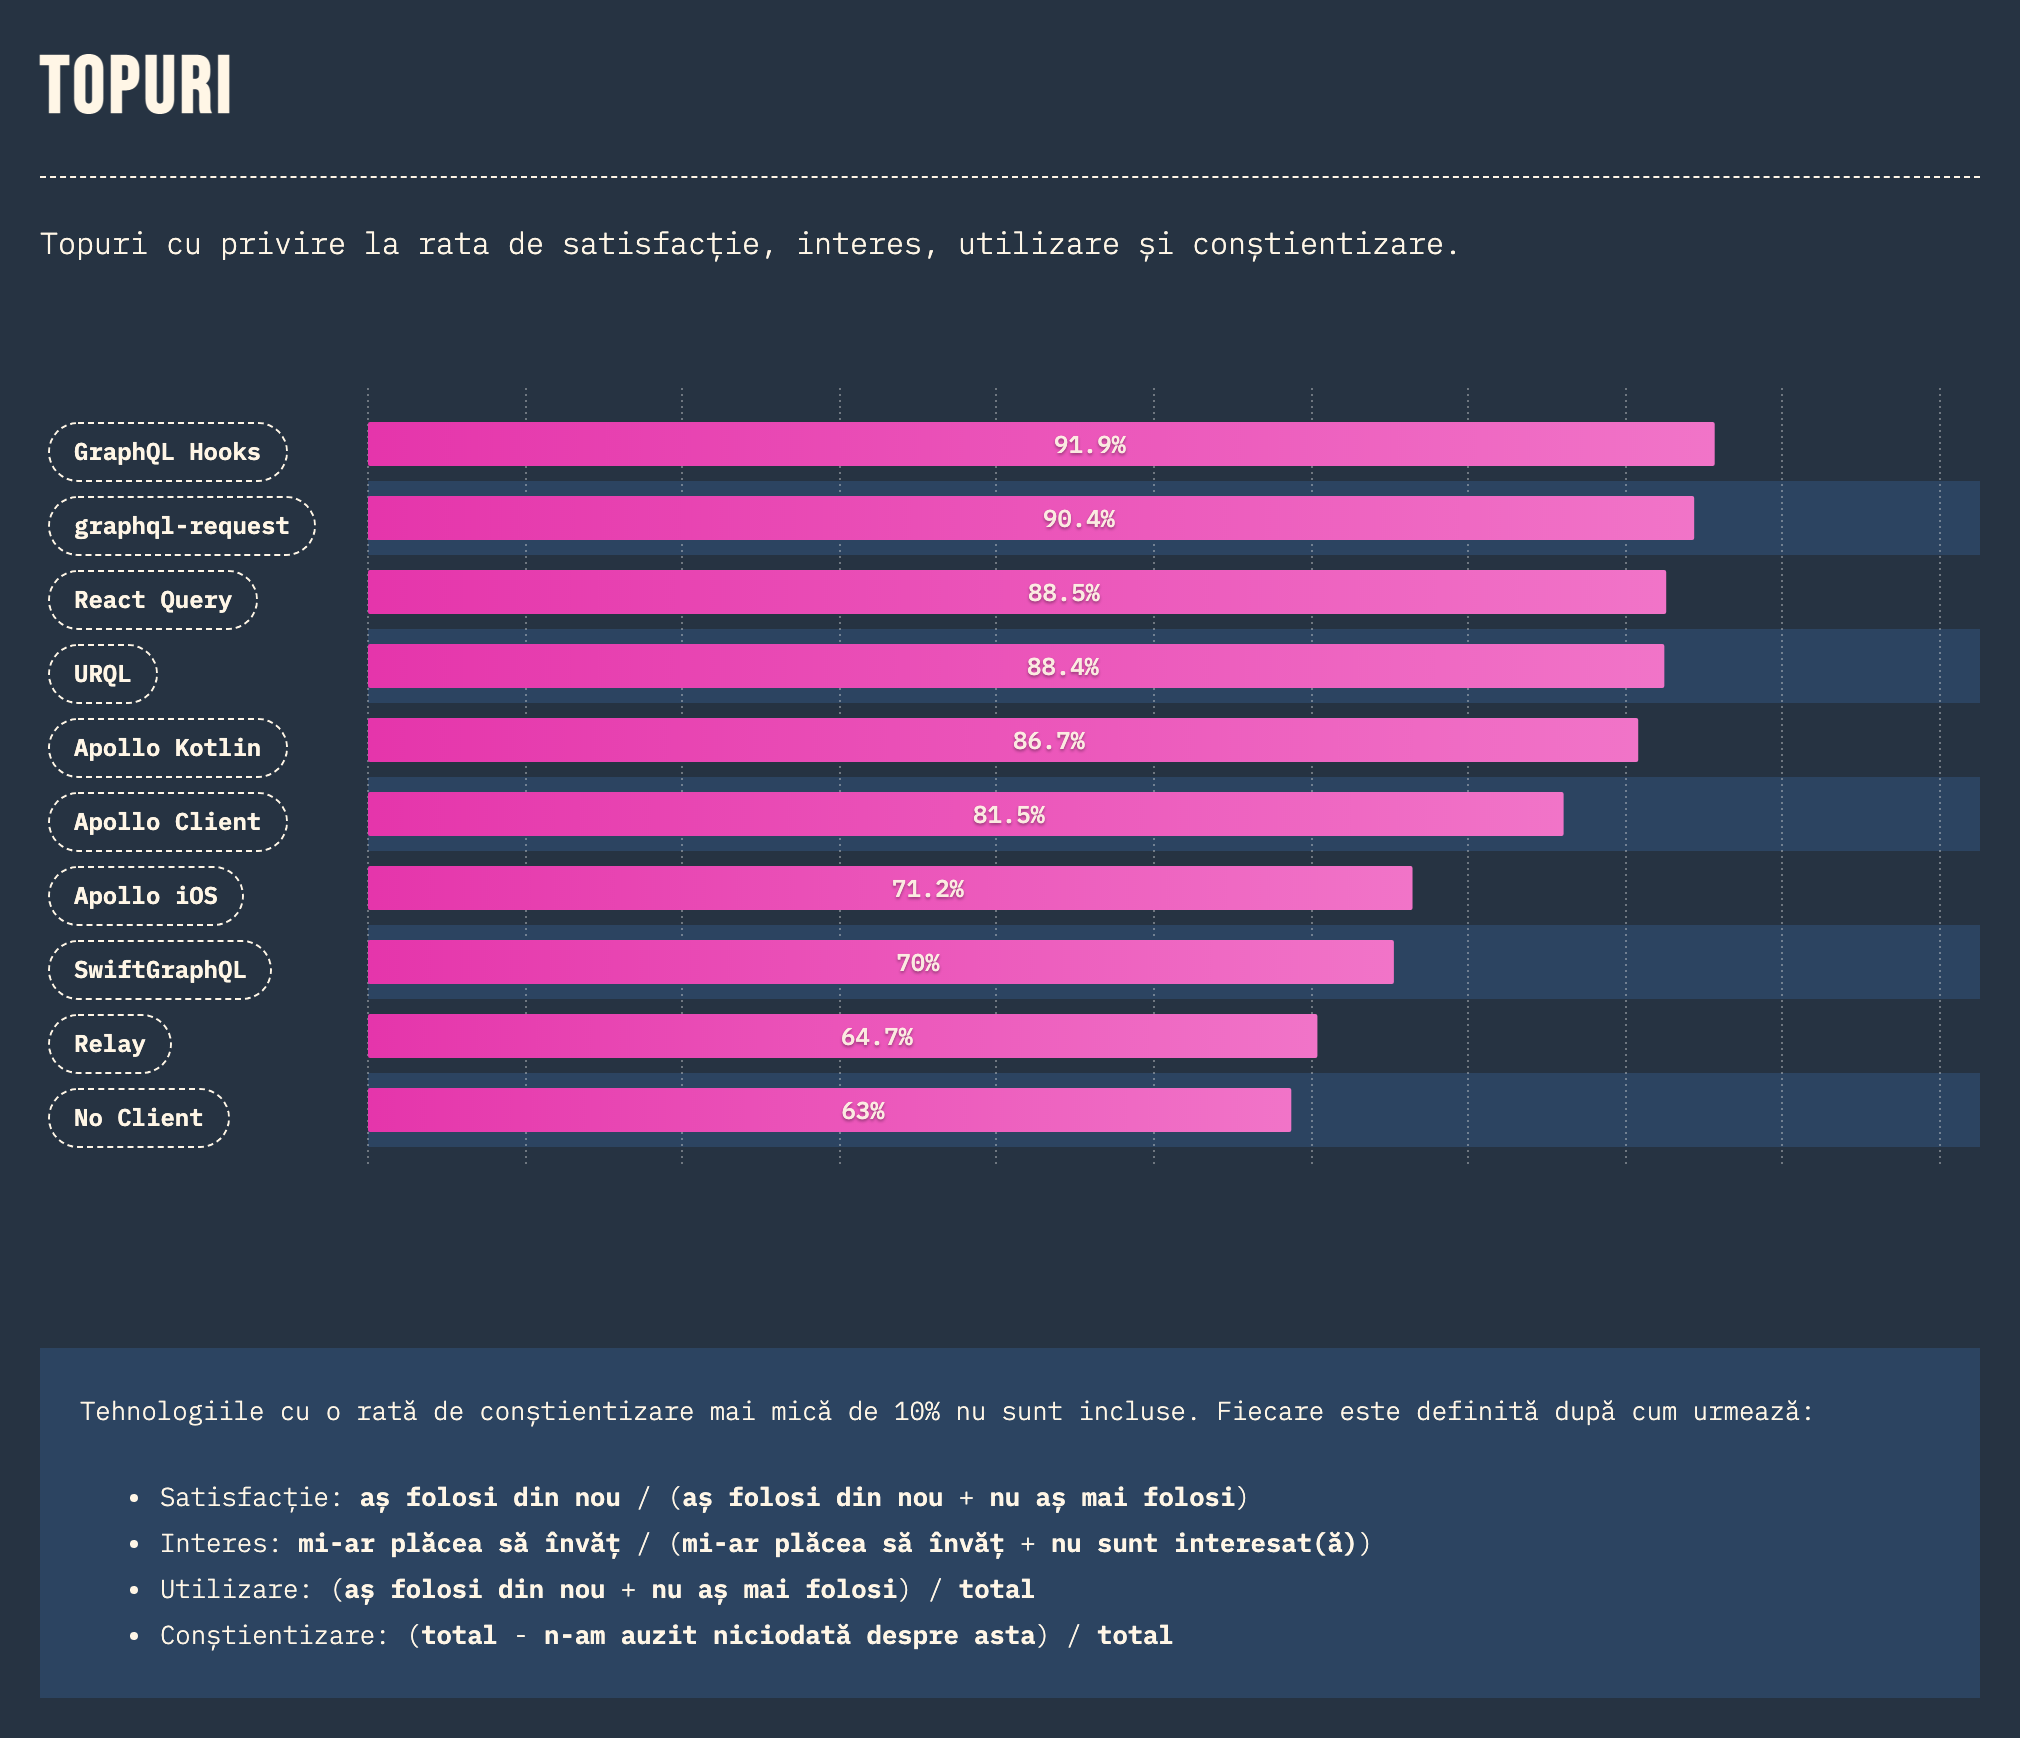 TOPURI
Topuri cu privire la rata de satisfacție, interes, utilizare și conștientizare.
GraphQL Hooks 91.9%
graphql-request 90.4%
React Query 88.5%
URQL 88.4%
Apollo Kotlin 86.7%
Apollo Client 81.5%
Apollo iOS 71.2%
SwiftGraphQL 70%
Relay 64.7%
No Client 63%
Tehnologiile cu o rată de conștientizare mai mică de 10% nu sunt incluse. Fiecare este definită după cum urmează:
• Satisfacție: aș folosi din nou / (aș folosi din nou + nu aș mai folosi)
• Interes: mi-ar plăcea să învăț / (mi-ar plăcea să învăț + nu sunt interesat(ă))
• Utilizare: (aș folosi din nou + nu aș mai folosi) / total
• Conștientizare: (total - n-am auzit niciodată despre asta) / total